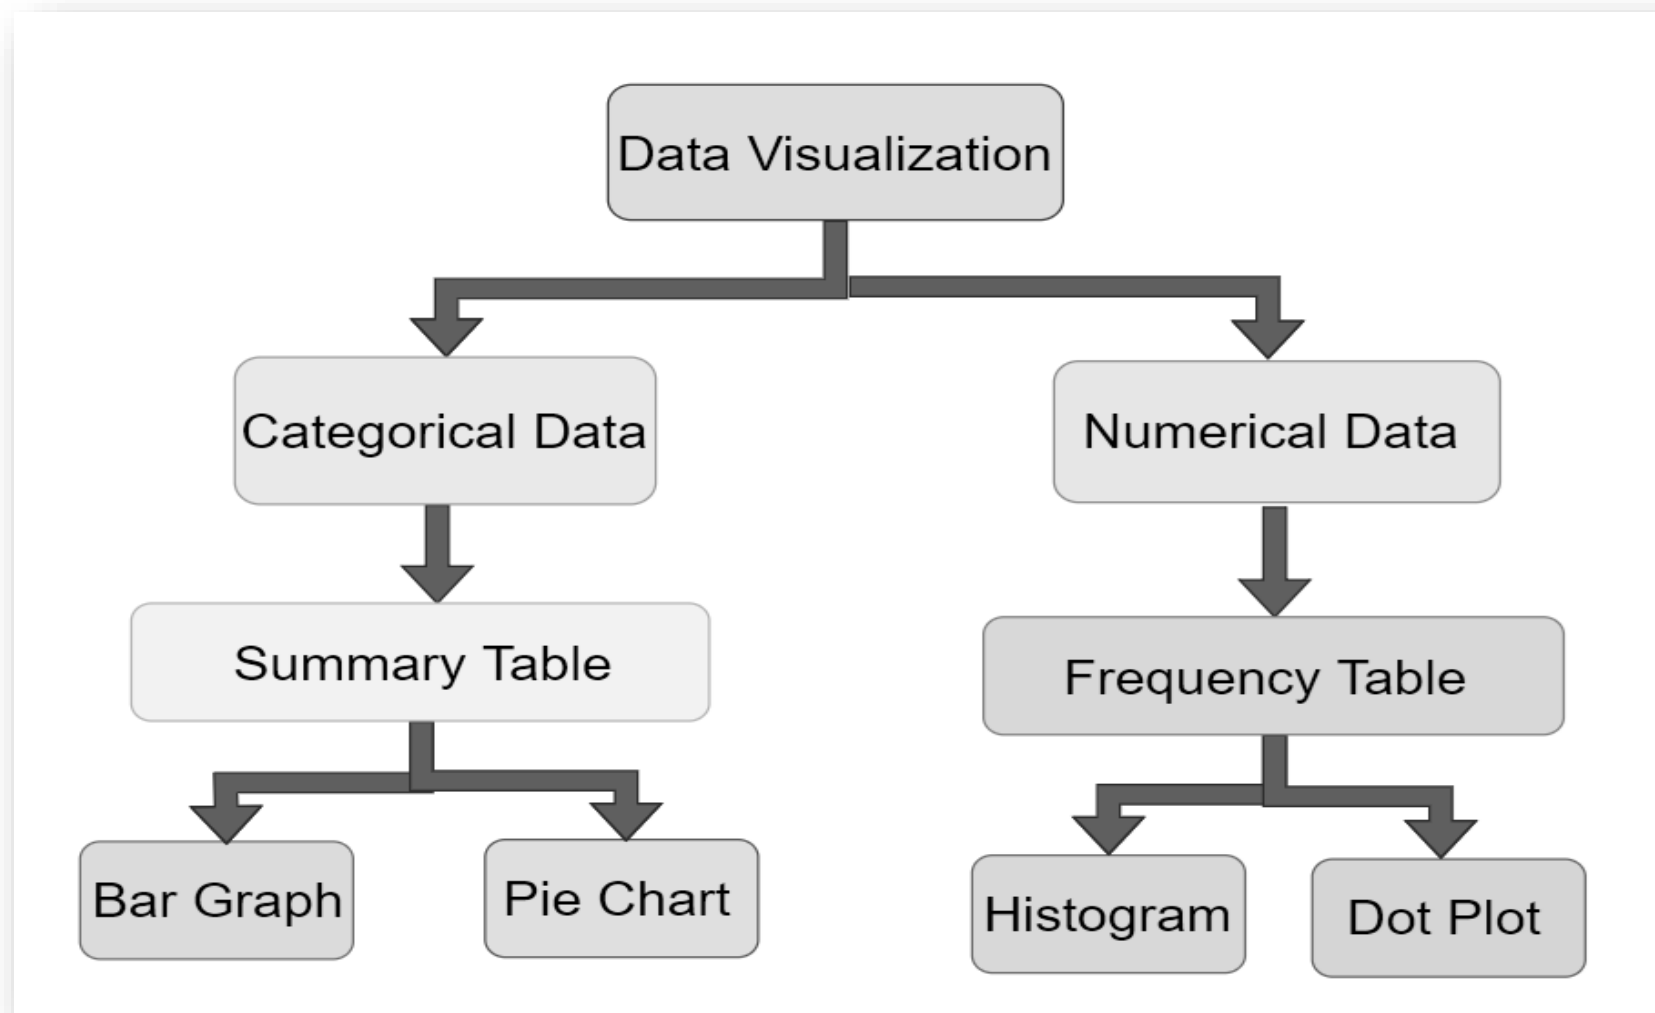 Data Visualization
Categorical Data
Numerical Data
Summary Table
Frequency Table
Bar Graph
Pie Chart
Histogram
Dot Plot